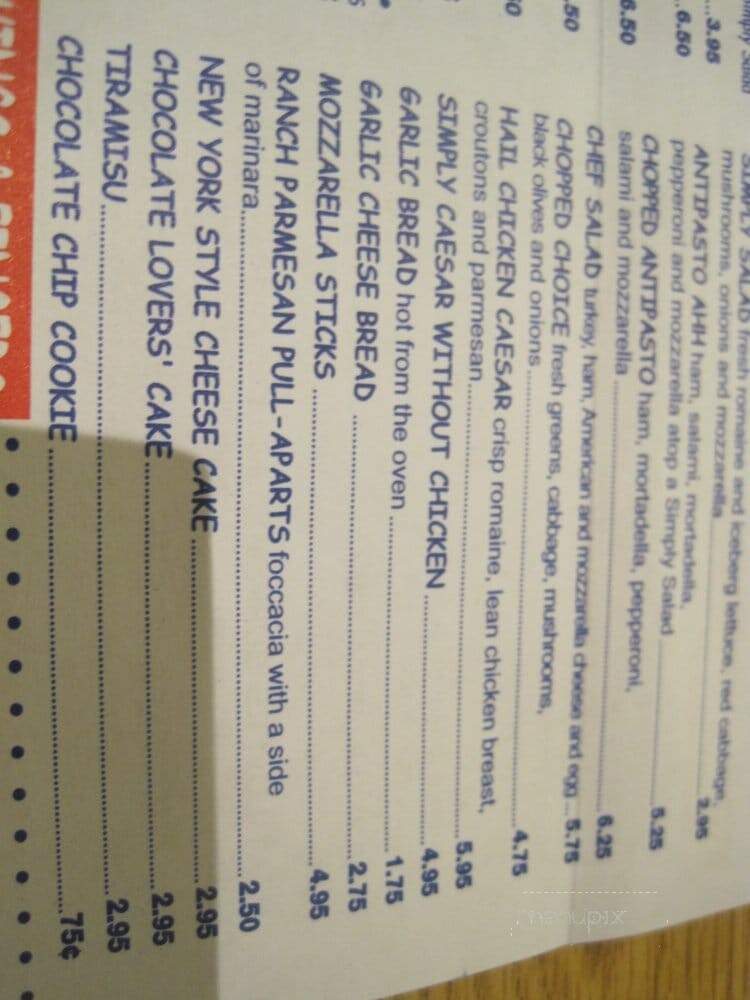 Simply Salad
3.95
6.50
6.50
.50
SALAD fresh romaine and iceberg lettuce, red cabbage,
mushrooms, onions and mozzarella 2.95
ANTIPASTO AHH ham, salami, mortadella,
pepperoni and mozzarella atop a Simply Salad 5.25
CHOPPED ANTIPASTO ham, mortadella, pepperoni,
salami and mozzarella 6.25
CHEF SALAD turkey, ham, American and mozzarella cheese and egg 5.75
CHOPPED CHOICE fresh greens, cabbage, mushrooms,
black olives and onions 4.75
HAIL CHICKEN CAESAR crisp romaine, lean chicken breast,
croutons and parmesan 5.95
SIMPLY CAESAR WITHOUT CHICKEN 4.95
GARLIC BREAD hot from the oven 1.75
GARLIC CHEESE BREAD 2.75
MOZZARELLA STICKS 4.95
RANCH PARMESAN PULL-APARTS foccacia with a side
of marinara 2.50
NEW YORK STYLE CHEESE CAKE 2.95
CHOCOLATE LOVERS' CAKE 2.95
TIRAMISU 2.95
CHOCOLATE CHIP COOKIE 75¢
menupix